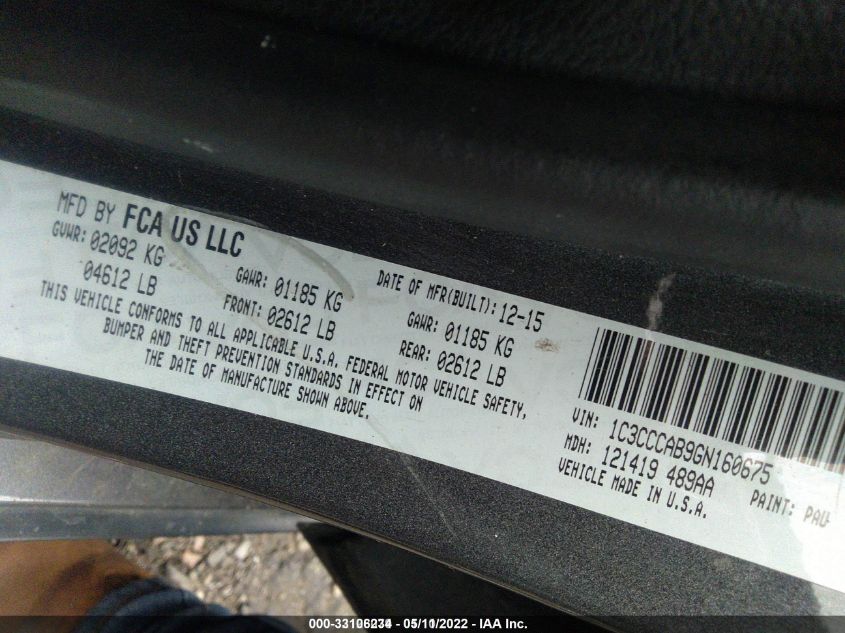 MFD BY FCA US LLC
GVWR: 02092 KG
04612 LB
GAWR: 01185 KG
FRONT: 02612 LB
DATE OF MFR(BUILT): 12-15
GAWR: 01185 KG
REAR: 02612 LB
THIS VEHICLE CONFORMS TO ALL APPLICABLE U.S.A. FEDERAL MOTOR VEHICLE SAFETY,
BUMPER AND THEFT PREVENTION STANDARDS IN EFFECT ON
THE DATE OF MANUFACTURE SHOWN ABOVE.
VIN: 1C3CCCAB9GN160675
MDH: 121419 489AA
PAINT: PAU
VEHICLE MADE IN U.S.A.
05/11/2022 - IAA Inc.